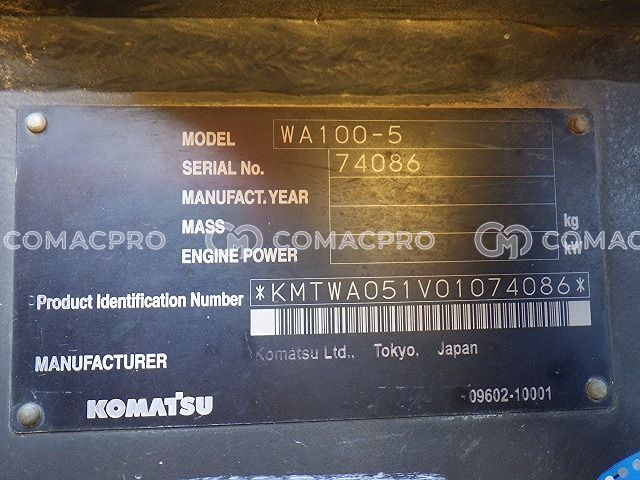 MODEL WA100-5
SERIAL No. 74086
MANUFACT.YEAR
MASS kg
COMACPRO COMACPRO COMAC
ENGINE POWER kW
Product Identification Number *KMTWA051V01074086*
MANUFACTURER Komatsu Ltd., Tokyo, Japan
KOMATSU 09602-10001